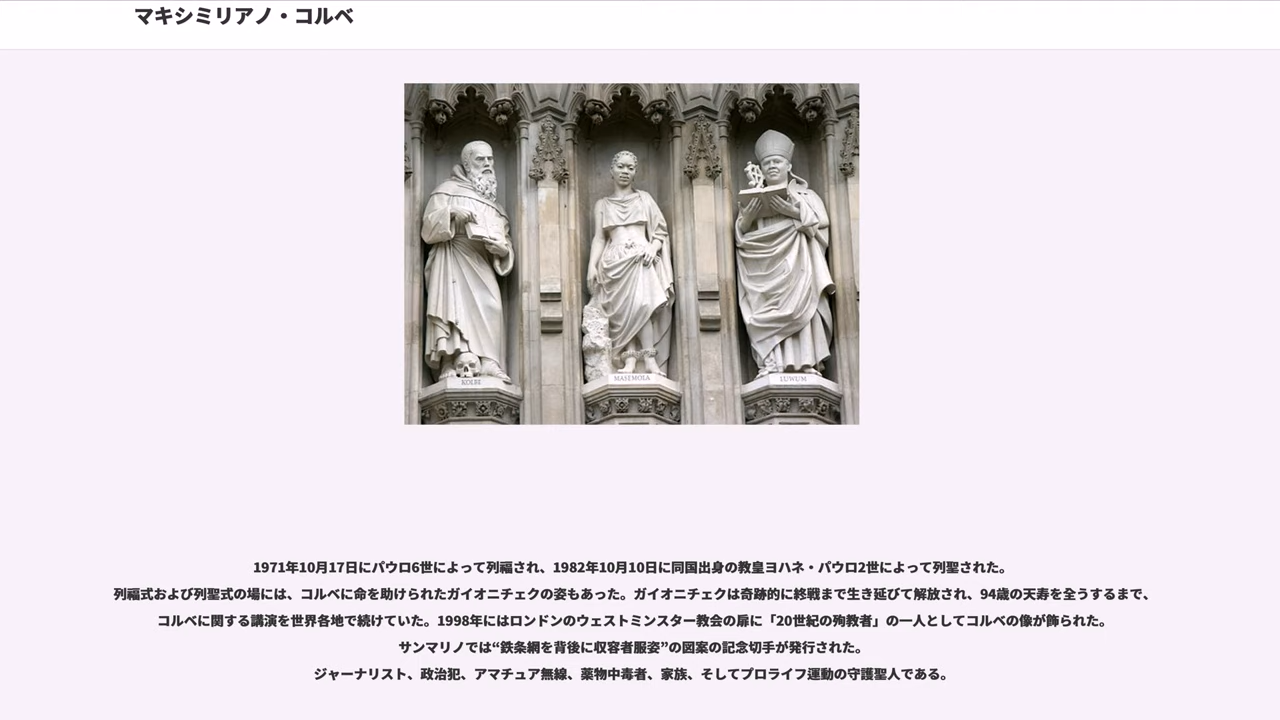 マキシミリアノ・コルベ
KOLBE
MASEMOLA
LUWUM
1971年10月17日にパウロ6世によって列福され、1982年10月10日に同国出身の教皇ヨハネ・パウロ2世によって列聖された。
列福式および列聖式の場には、コルベに命を助けられたガイオニチェクの姿もあった。ガイオニチェクは奇跡的に終戦まで生き延びて解放され、94歳の天寿を全うするまで、
コルベに関する講演を世界各地で続けていた。1998年にはロンドンのウェストミンスター教会の扉に「20世紀の殉教者」の一人としてコルベの像が飾られた。
サンマリノでは“鉄条網を背後に収容者服姿”の図案の記念切手が発行された。
ジャーナリスト、政治犯、アマチュア無線、薬物中毒者、家族、そしてプロライフ運動の守護聖人である。